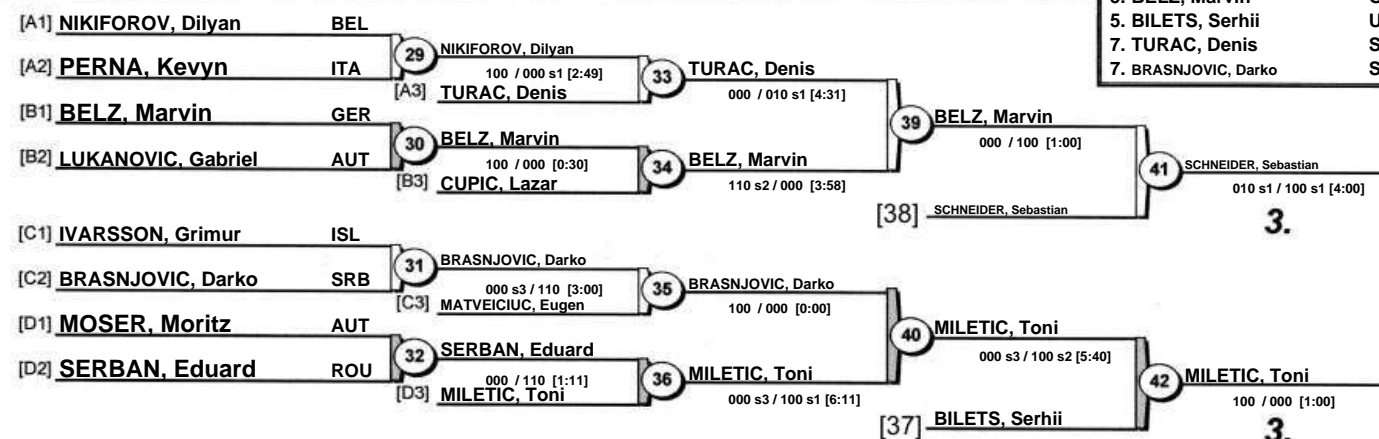 5. BILETS, Serhii U
7. TURAC, Denis S
7. BRASNJOVIC, Darko S
[A1] NIKIFOROV, Dilyan BEL
[A2] PERNA, Kevyn ITA
[B1] BELZ, Marvin GER
[B2] LUKANOVIC, Gabriel AUT
[C1] IVARSSON, Grimur ISL
[C2] BRASNJOVIC, Darko SRB
[D1] MOSER, Moritz AUT
[D2] SERBAN, Eduard ROU
29
NIKIFOROV, Dilyan
100 / 000 s1 [2:49]
[A3] TURAC, Denis
30
BELZ, Marvin
100 / 000 [0:30]
[B3] CUPIC, Lazar
31
BRASNJOVIC, Darko
000 s3 / 110 [3:00]
[C3] MATVEICIUC, Eugen
32
SERBAN, Eduard
000 / 110 [1:11]
[D3] MILETIC, Toni
33
TURAC, Denis
000 / 010 s1 [4:31]
34
BELZ, Marvin
110 s2 / 000 [3:58]
35
BRASNJOVIC, Darko
100 / 000 [0:00]
36
MILETIC, Toni
000 s3 / 100 s1 [6:11]
39
BELZ, Marvin
000 / 100 [1:00]
[38] SCHNEIDER, Sebastian
40
MILETIC, Toni
000 s3 / 100 s2 [5:40]
[37] BILETS, Serhii
41
SCHNEIDER, Sebastian
010 s1 / 100 s1 [4:00]
3.
42
MILETIC, Toni
100 / 000 [1:00]
3.